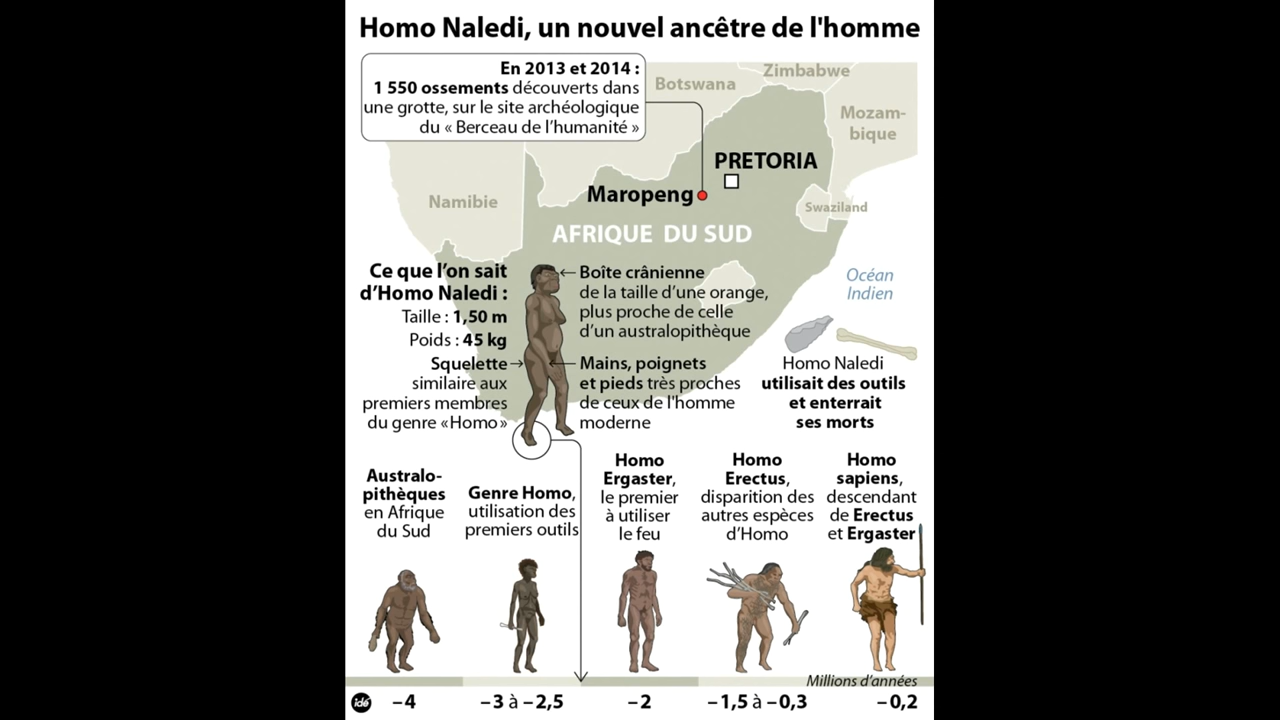 Homo Naledi, un nouvel ancêtre de l'homme
En 2013 et 2014 :
1 550 ossements découverts dans
une grotte, sur le site archéologique
du « Berceau de l'humanité »
Botswana
Zimbabwe
Mozam-
bique
PRETORIA
Maropeng
Namibie
Swaziland
AFRIQUE DU SUD
Océan
Indien
Ce que l'on sait
d'Homo Naledi :
Taille : 1,50 m
Poids : 45 kg
Squelette
similaire aux
premiers membres
du genre «Homo»
Boîte crânienne
de la taille d'une orange,
plus proche de celle
d'un australopithèque
Mains, poignets
et pieds très proches
de ceux de l'homme
moderne
Homo Naledi
utilisait des outils
et enterrait
ses morts
Australo-
pithèques
en Afrique
du Sud
Genre Homo,
utilisation des
premiers outils
Homo
Ergaster,
le premier
à utiliser
le feu
Homo
Erectus,
disparition des
autres espèces
d'Homo
Homo
sapiens,
descendant
de Erectus
et Ergaster
Millions d'années
idé
–4
–3 à –2,5
–2
–1,5 à –0,3
–0,2